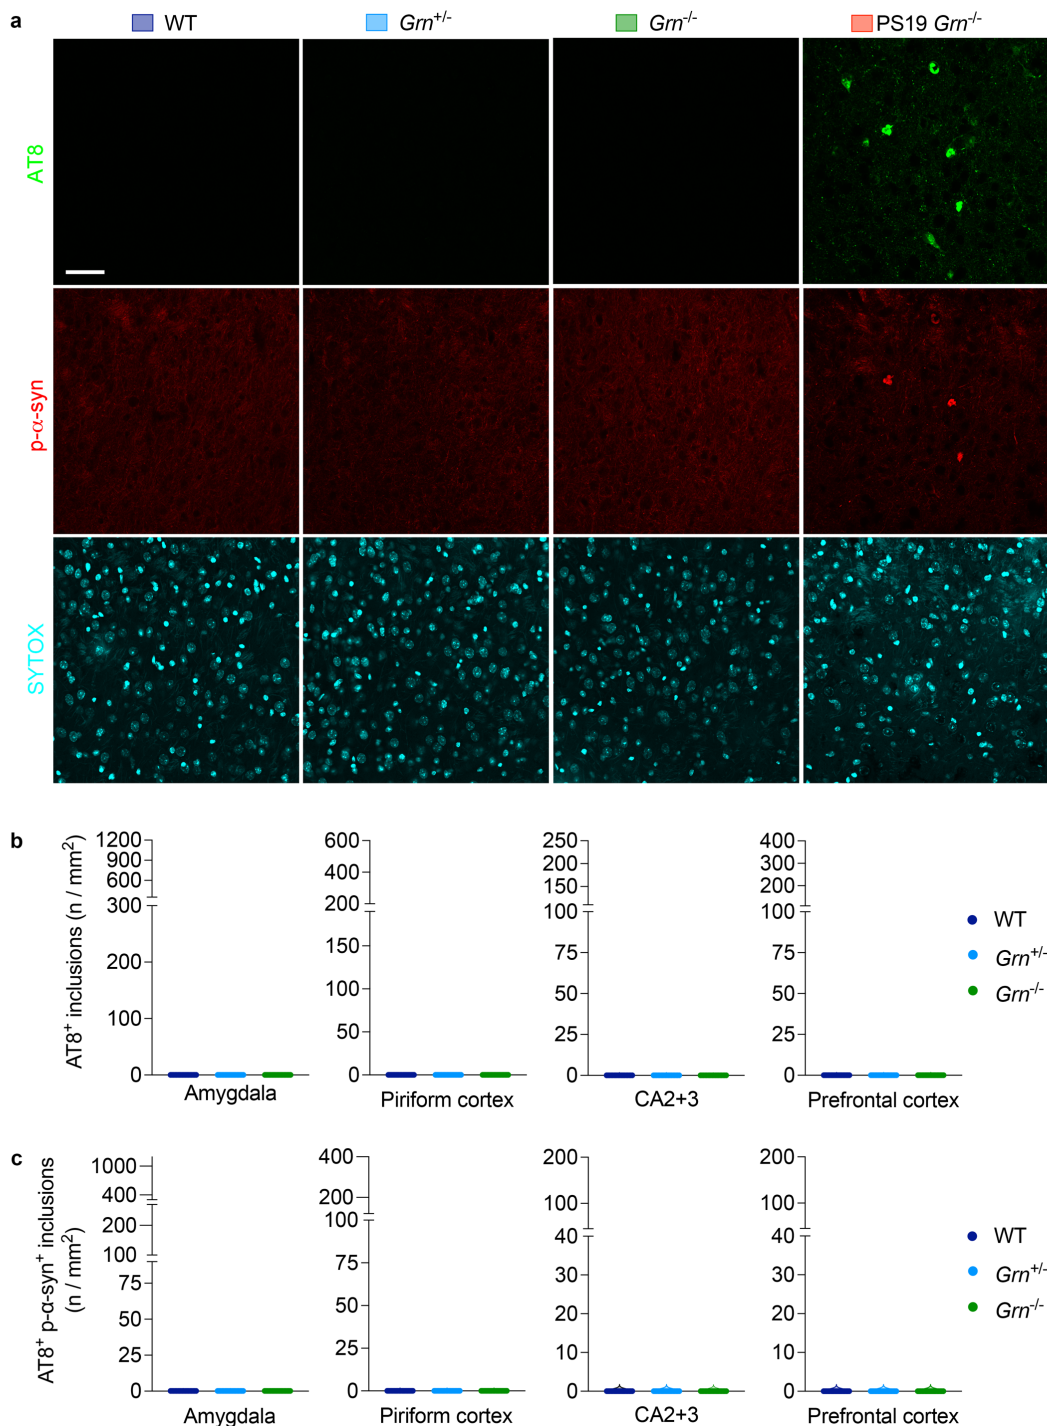 a
WT
Grn+/-
Grn-/-
PS19 Grn-/-
AT8
p-α-syn
SYTOX
b
AT8+ inclusions (n / mm2)
1200
900
600
300
200
100
0
Amygdala
600
400
200
150
100
50
0
Piriform cortex
250
200
150
100
75
50
25
0
CA2+3
400
300
200
100
75
50
25
0
Prefrontal cortex
WT
Grn+/-
Grn-/-
c
AT8+ p-α-syn+ inclusions
(n / mm2)
1000
400
200
100
75
50
25
0
Amygdala
400
200
100
75
50
25
0
Piriform cortex
200
100
40
30
20
10
0
CA2+3
200
100
40
30
20
10
0
Prefrontal cortex
WT
Grn+/-
Grn-/-